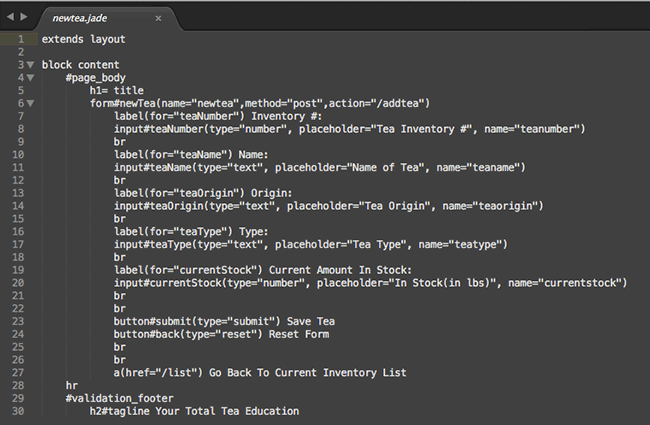 newtea.jade ×
1 extends layout
2
3 block content
4 #page_body
5 h1= title
6 form#newTea(name="newtea",method="post",action="/addtea")
7 label(for="teaNumber") Inventory #:
8 input#teaNumber(type="number", placeholder="Tea Inventory #", name="teanumber")
9 br
10 label(for="teaName") Name:
11 input#teaName(type="text", placeholder="Name of Tea", name="teaname")
12 br
13 label(for="teaOrigin") Origin:
14 input#teaOrigin(type="text", placeholder="Tea Origin", name="teaorigin")
15 br
16 label(for="teaType") Type:
17 input#teaType(type="text", placeholder="Tea Type", name="teatype")
18 br
19 label(for="currentStock") Current Amount In Stock:
20 input#currentStock(type="number", placeholder="In Stock(in lbs)", name="currentstock")
21 br
22 br
23 button#submit(type="submit") Save Tea
24 button#back(type="reset") Reset Form
25 br
26 br
27 a(href="/list") Go Back To Current Inventory List
28 hr
29 #validation_footer
30 h2#tagline Your Total Tea Education